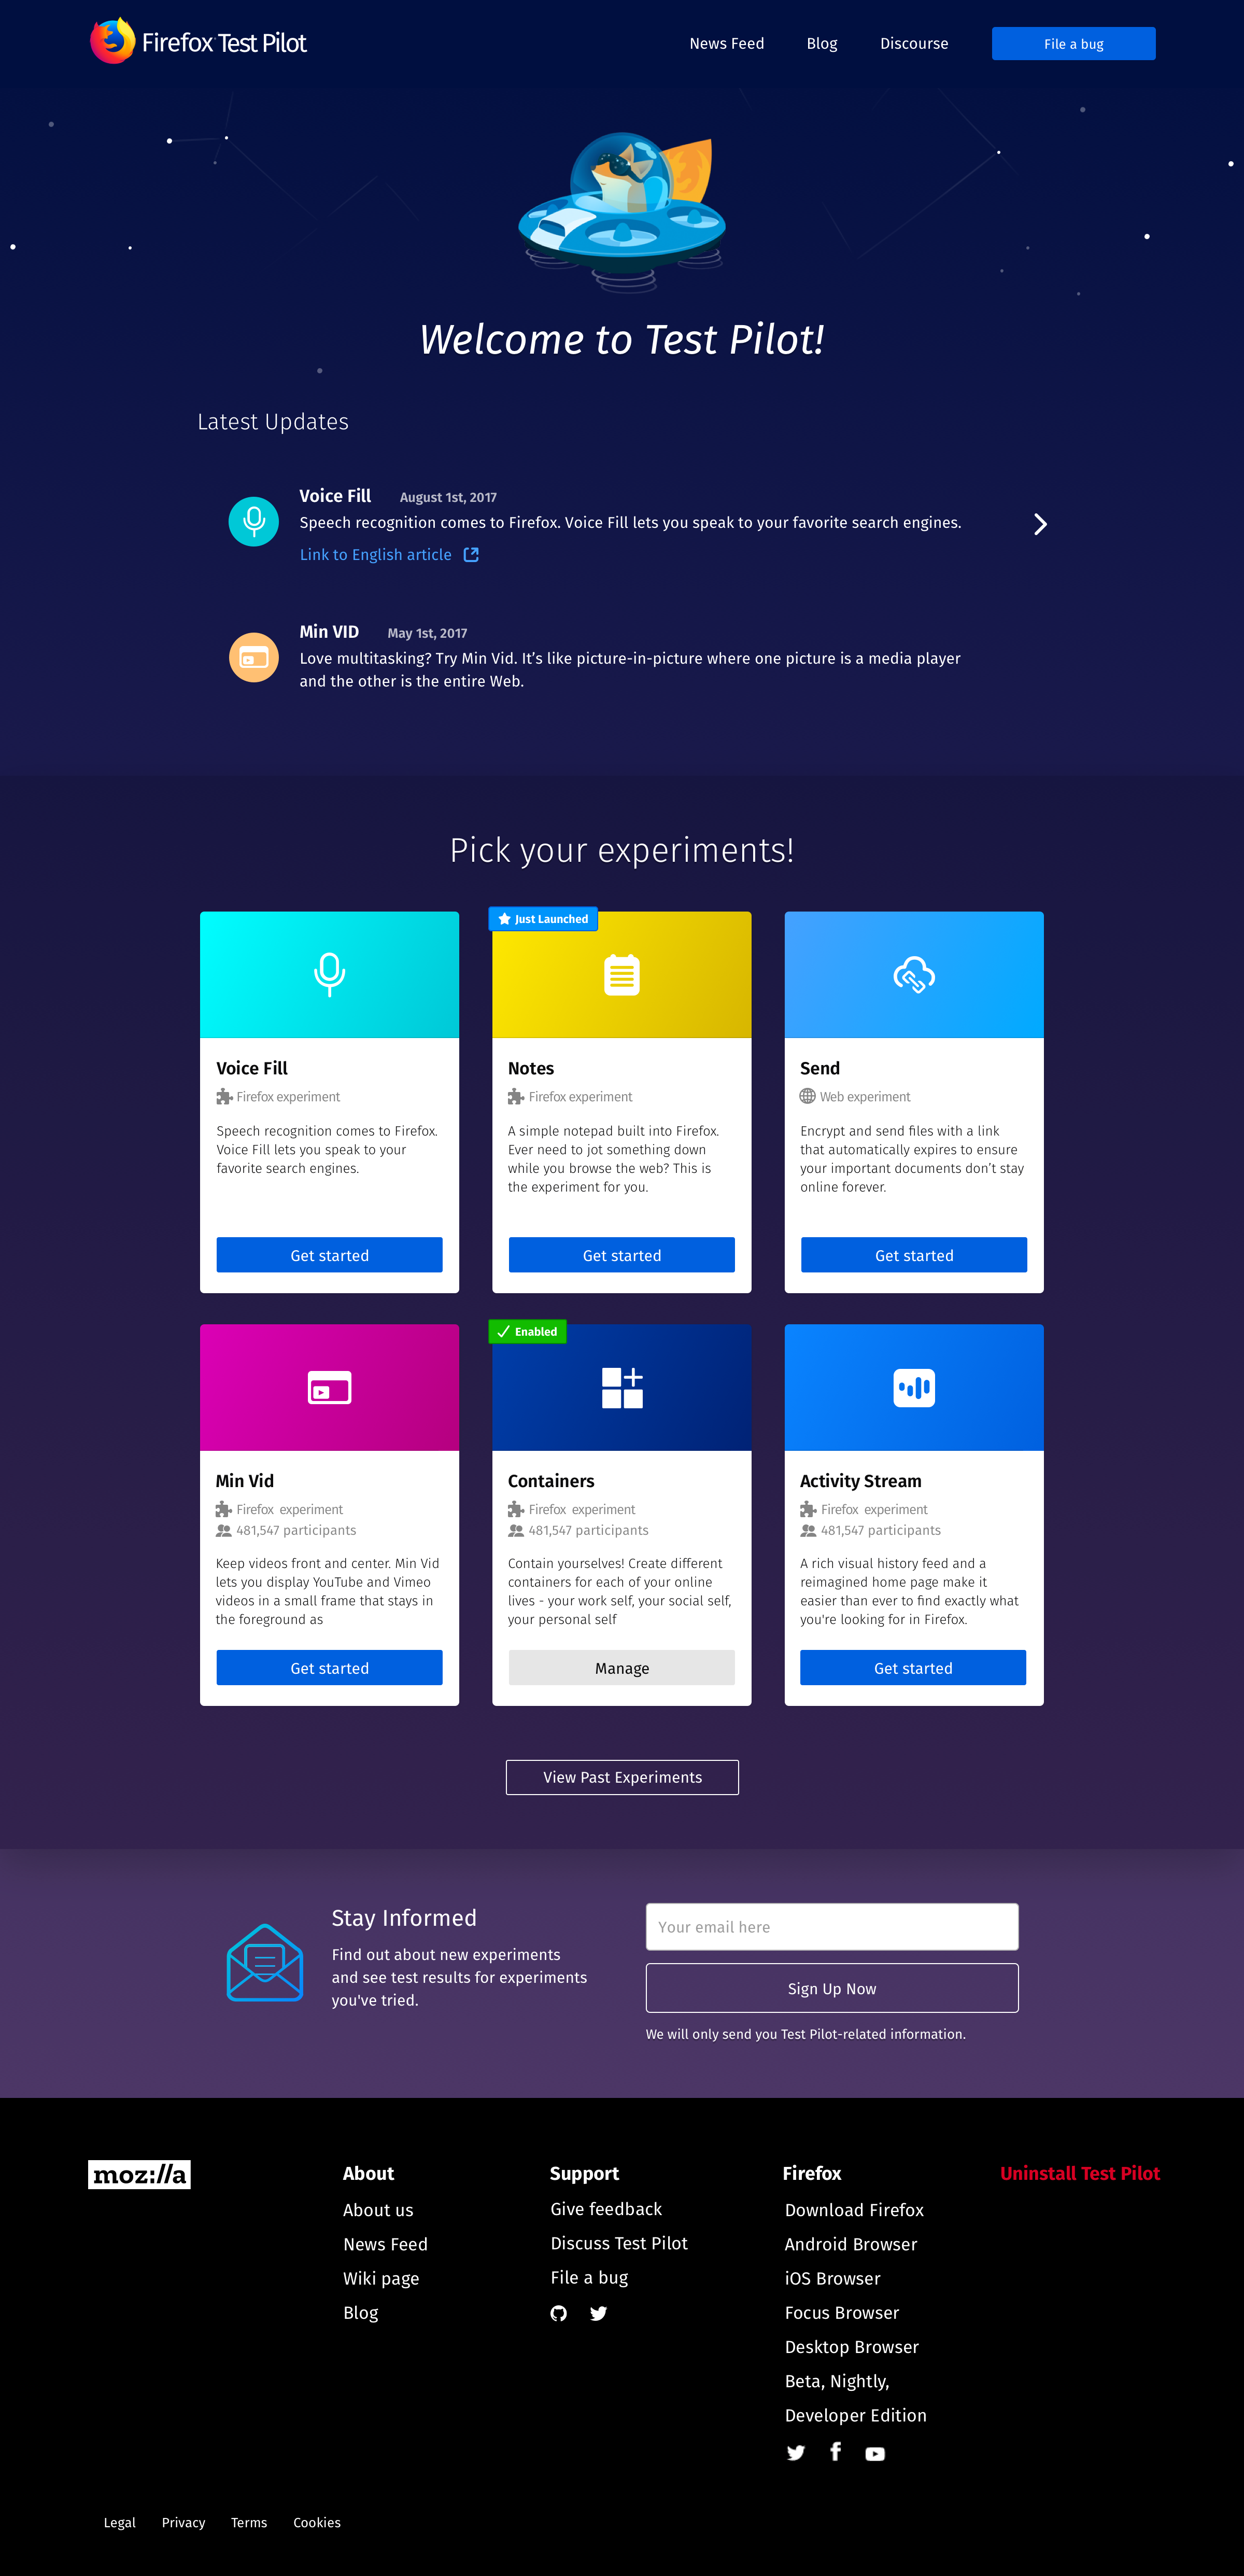 Firefox Test Pilot
News Feed
Blog
Discourse
File a bug
Welcome to Test Pilot!
Latest Updates
Voice Fill
August 1st, 2017
Speech recognition comes to Firefox. Voice Fill lets you speak to your favorite search engines.
Link to English article
Min VID
May 1st, 2017
Love multitasking? Try Min Vid. It’s like picture-in-picture where one picture is a media player
and the other is the entire Web.
Pick your experiments!
Voice Fill
Firefox experiment
Speech recognition comes to Firefox.
Voice Fill lets you speak to your
favorite search engines.
Get started
Just Launched
Notes
Firefox experiment
A simple notepad built into Firefox.
Ever need to jot something down
while you browse the web? This is
the experiment for you.
Get started
Send
Web experiment
Encrypt and send files with a link
that automatically expires to ensure
your important documents don’t stay
online forever.
Get started
Min Vid
Firefox experiment
481,547 participants
Keep videos front and center. Min Vid
lets you display YouTube and Vimeo
videos in a small frame that stays in
the foreground as
Get started
Enabled
Containers
Firefox experiment
481,547 participants
Contain yourselves! Create different
containers for each of your online
lives - your work self, your social self,
your personal self
Manage
Activity Stream
Firefox experiment
481,547 participants
A rich visual history feed and a
reimagined home page make it
easier than ever to find exactly what
you're looking for in Firefox.
Get started
View Past Experiments
Stay Informed
Find out about new experiments
and see test results for experiments
you've tried.
Your email here
Sign Up Now
We will only send you Test Pilot-related information.
moz://a
About
About us
News Feed
Wiki page
Blog
Support
Give feedback
Discuss Test Pilot
File a bug
Firefox
Download Firefox
Android Browser
iOS Browser
Focus Browser
Desktop Browser
Beta, Nightly,
Developer Edition
Uninstall Test Pilot
Legal
Privacy
Terms
Cookies